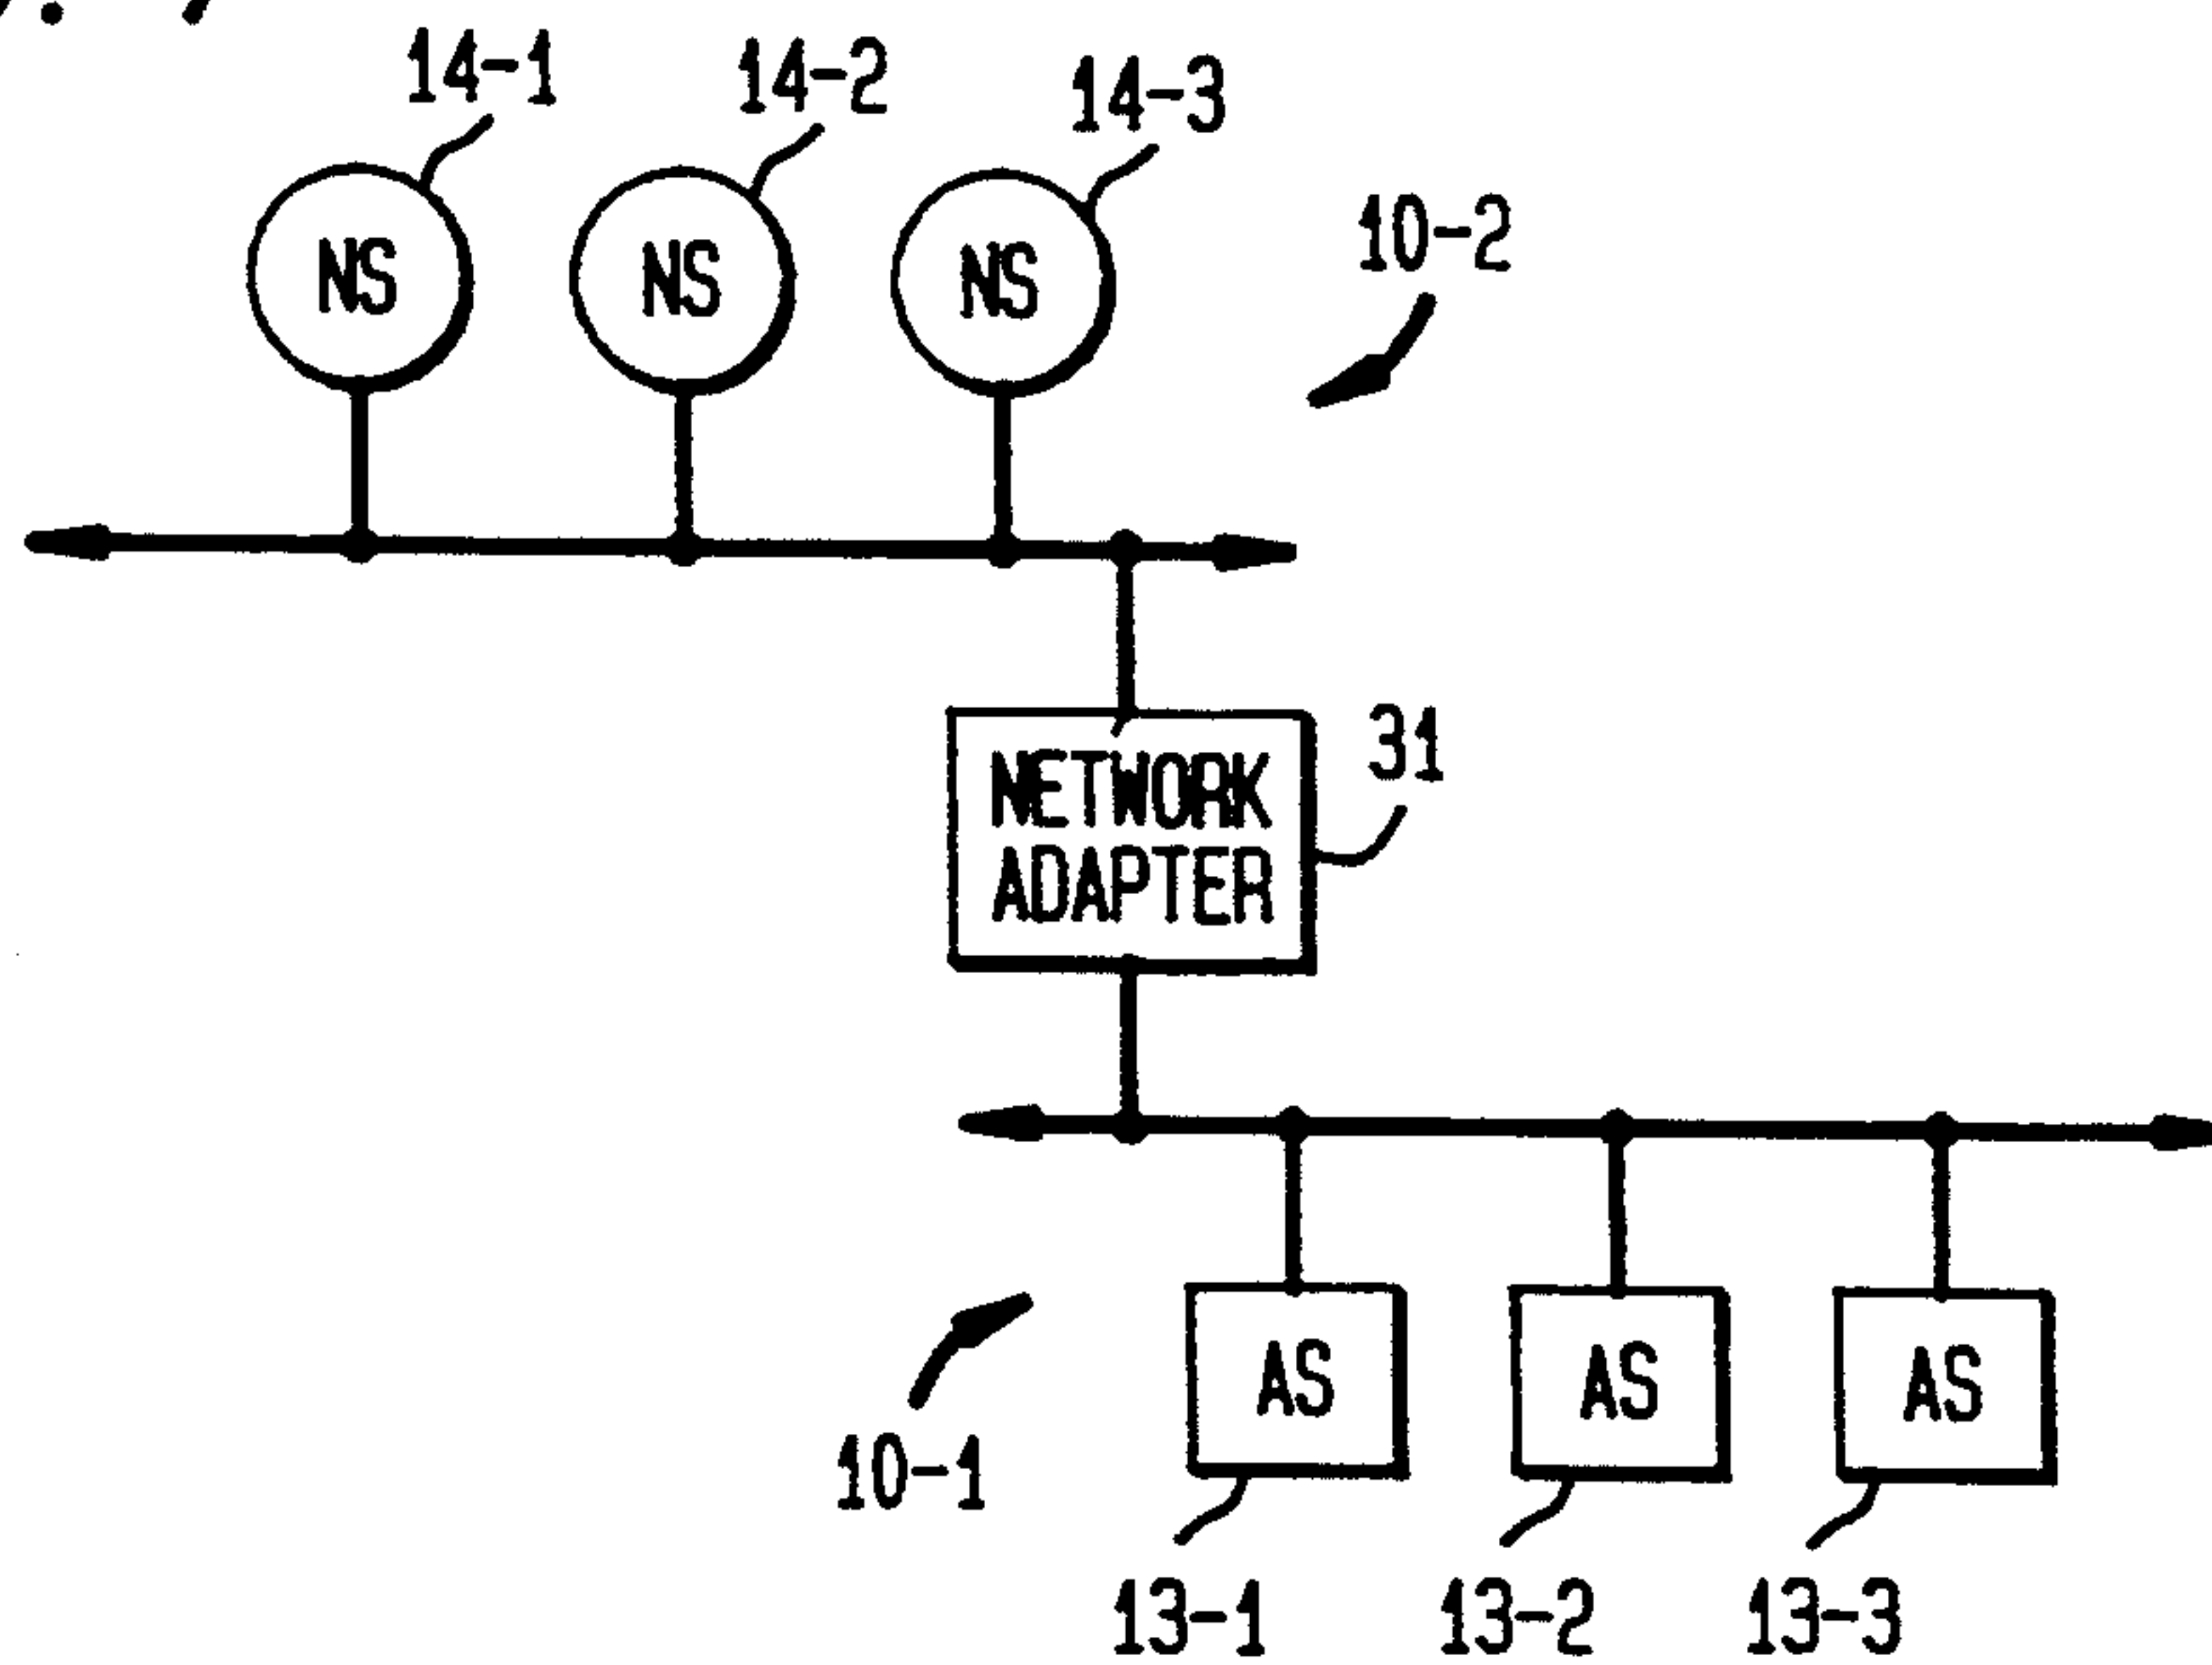 14-1 14-2 14-3
NS NS NS
10-2
NETWORK
ADAPTER
31
AS AS AS
10-1
13-1 13-2 13-3